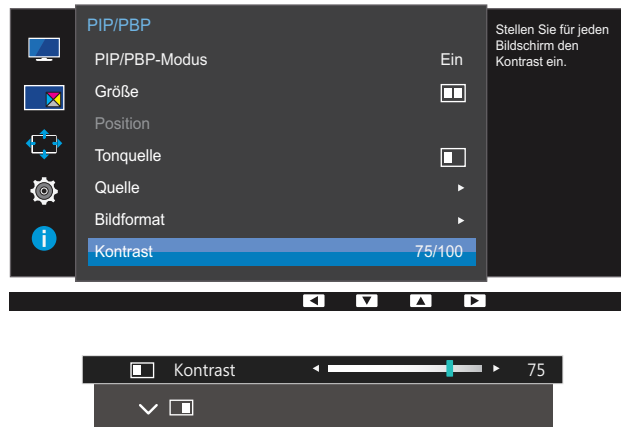 PIP/PBP
PIP/PBP-Modus Ein
Größe
Position
Tonquelle
Quelle
Bildformat
Kontrast 75/100
Stellen Sie für jeden
Bildschirm den
Kontrast ein.
Kontrast 75